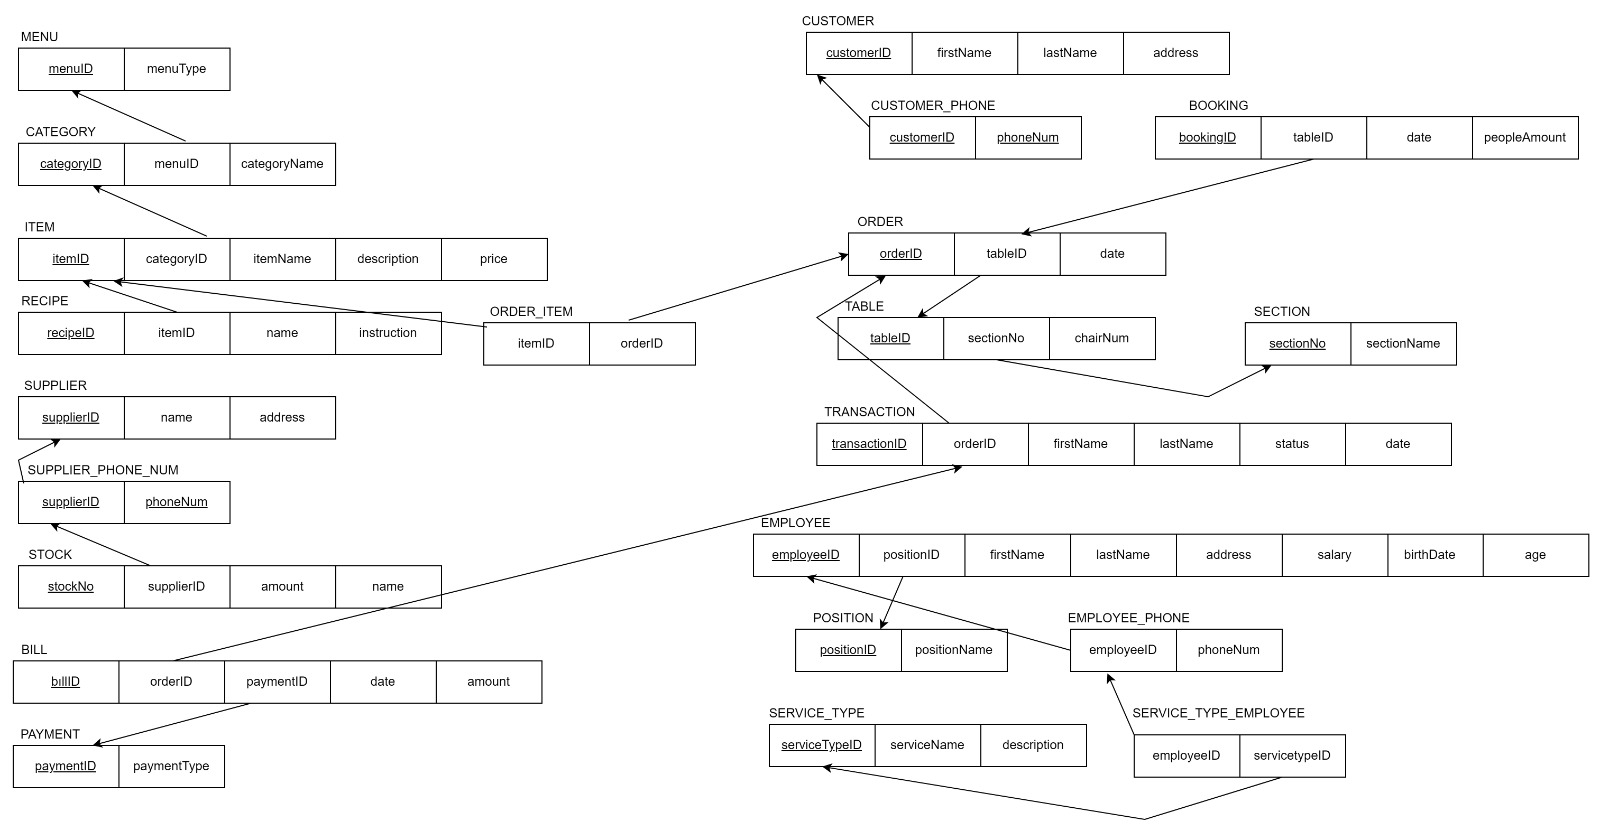 MENU
menuID menuType
CATEGORY
categoryID menuID categoryName
ITEM
itemID categoryID itemName description price
RECIPE
recipeID itemID name instruction
ORDER_ITEM
itemID orderID
SUPPLIER
supplierID name address
SUPPLIER_PHONE_NUM
supplierID phoneNum
STOCK
stockNo supplierID amount name
BILL
billID orderID paymentID date amount
PAYMENT
paymentID paymentType
CUSTOMER
customerID firstName lastName address
CUSTOMER_PHONE
customerID phoneNum
BOOKING
bookingID tableID date peopleAmount
ORDER
orderID tableID date
TABLE
tableID sectionNo chairNum
SECTION
sectionNo sectionName
TRANSACTION
transactionID orderID firstName lastName status date
EMPLOYEE
employeeID positionID firstName lastName address salary birthDate age
POSITION
positionID positionName
EMPLOYEE_PHONE
employeeID phoneNum
SERVICE_TYPE
serviceTypeID serviceName description
SERVICE_TYPE_EMPLOYEE
employeeID servicetypeID